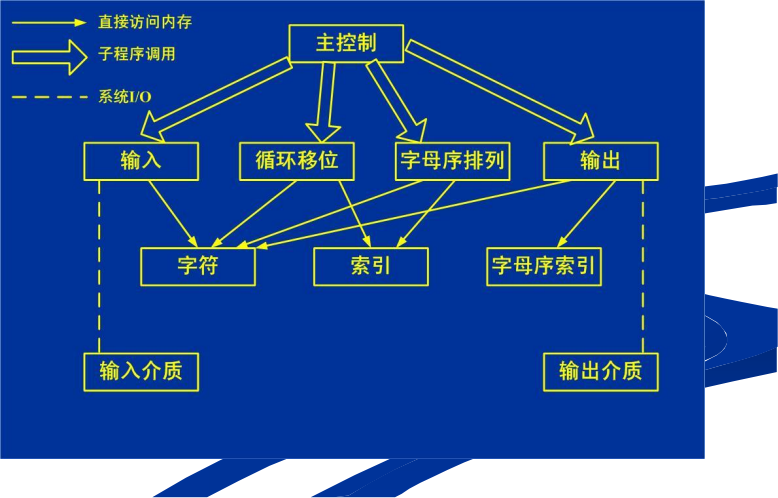 直接访问内存
子程序调用
系统I/O
主控制
输入
循环移位
字母序排列
输出
字符
索引
字母序索引
输入介质
输出介质